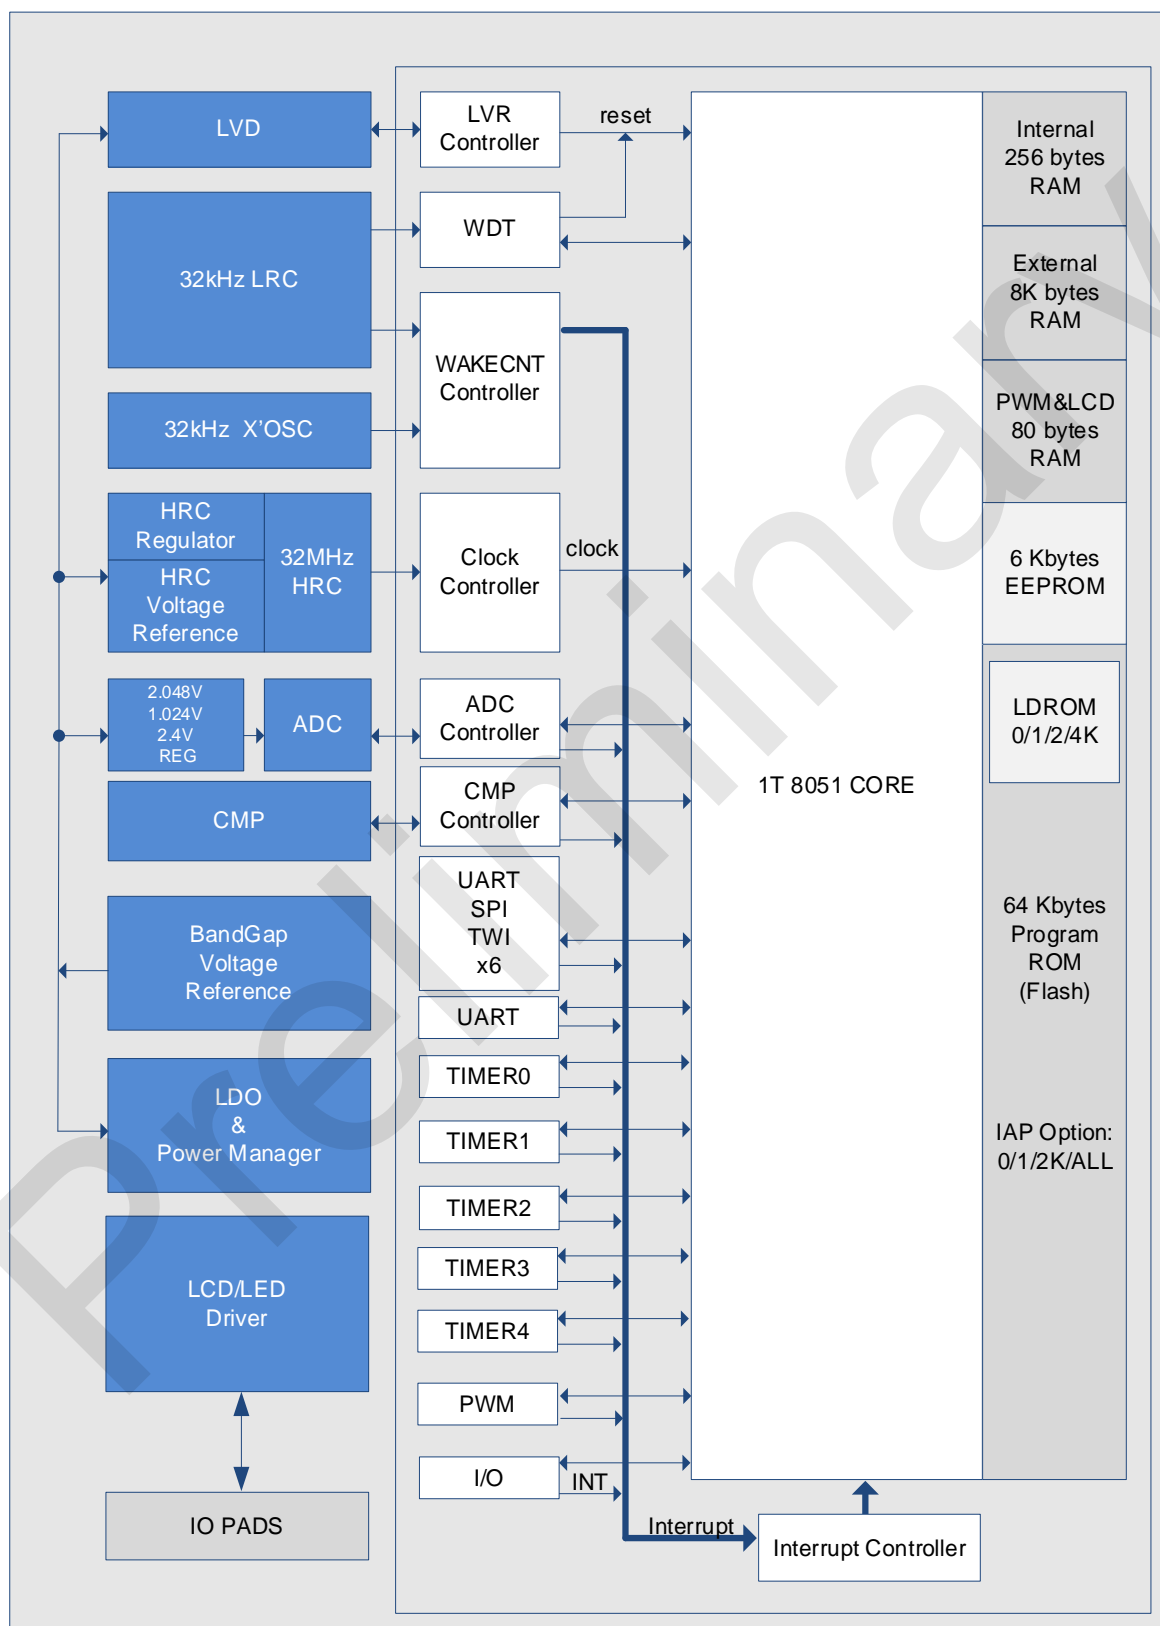 LVD
LVR
Controller
reset
Internal
256 bytes
RAM
32kHz LRC
WDT
External
8K bytes
RAM
WAKECNT
Controller
32kHz X'OSC
PWM&LCD
80 bytes
RAM
HRC
Regulator
HRC
Voltage
Reference
32MHz
HRC
Clock
Controller
clock
6 Kbytes
EEPROM
2.048V
1.024V
2.4V
REG
ADC
ADC
Controller
LDROM
0/1/2/4K
1T 8051 CORE
CMP
CMP
Controller
UART
SPI
TWI
x6
BandGap
Voltage
Reference
64 Kbytes
Program
ROM
(Flash)
UART
TIMER0
LDO
&
Power Manager
TIMER1
IAP Option:
0/1/2K/ALL
TIMER2
TIMER3
LCD/LED
Driver
TIMER4
PWM
I/O
INT
IO PADS
Interrupt
Interrupt Controller
Preliminary